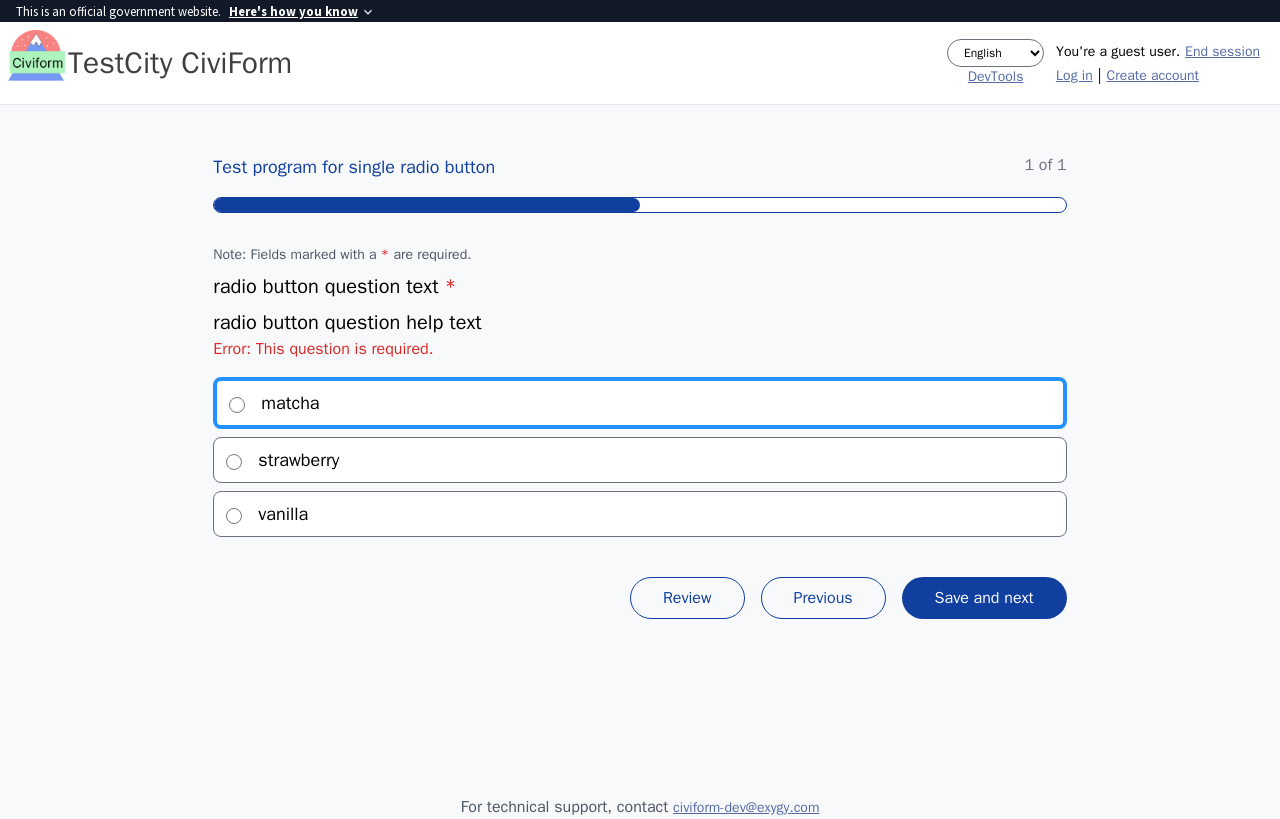 This is an official government website. Here's how you know
Civiform
TestCity CiviForm
English
DevTools
You're a guest user. End session
Log in | Create account
Test program for single radio button
1 of 1
Note: Fields marked with a * are required.
radio button question text *
radio button question help text
Error: This question is required.
matcha
strawberry
vanilla
Review
Previous
Save and next
For technical support, contact civiform-dev@exygy.com